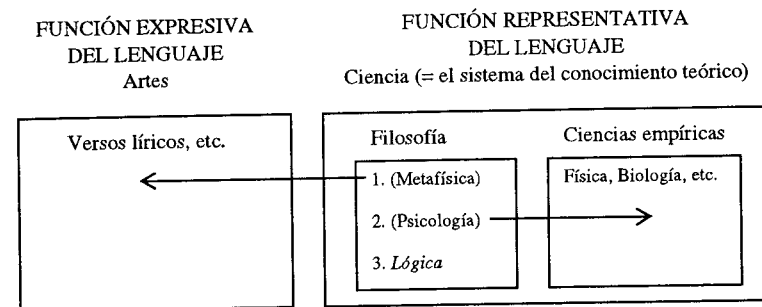 FUNCIÓN EXPRESIVA
DEL LENGUAJE
Artes
FUNCIÓN REPRESENTATIVA
DEL LENGUAJE
Ciencia (= el sistema del conocimiento teórico)
Versos líricos, etc.
Filosofía
1. (Metafísica)
2. (Psicología)
3. Lógica
Ciencias empíricas
Física, Biología, etc.